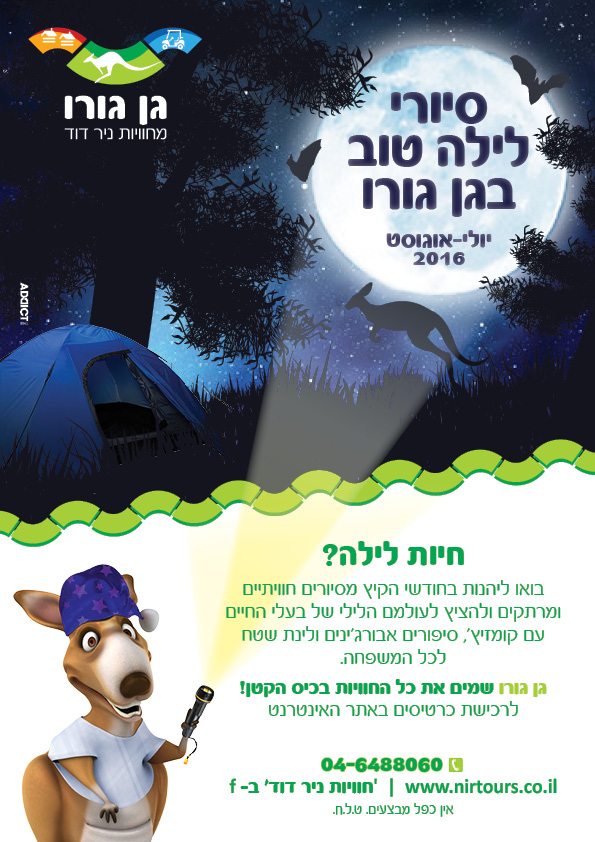 גן גורו
מחוויות ניר דוד
סיורי
לילה טוב
בגן גורו
יולי-אוגוסט
2016
ADDICT
חיות לילה?
בואו ליהנות בחודשי הקיץ מסיורים חוויתיים
ומרתקים ולהציץ לעולמם הלילי של בעלי החיים
עם קומזיץ', סיפורים אבורג'ינים ולינת שטח
לכל המשפחה.
גן גורו שמים את כל החוויות בכיס הקטן!
לרכישת כרטיסים באתר האינטרנט
04-6488060
www.nirtours.co.il | 'חוויות ניר דוד' ב- f
אין כפל מבצעים. ט.ל.ח.